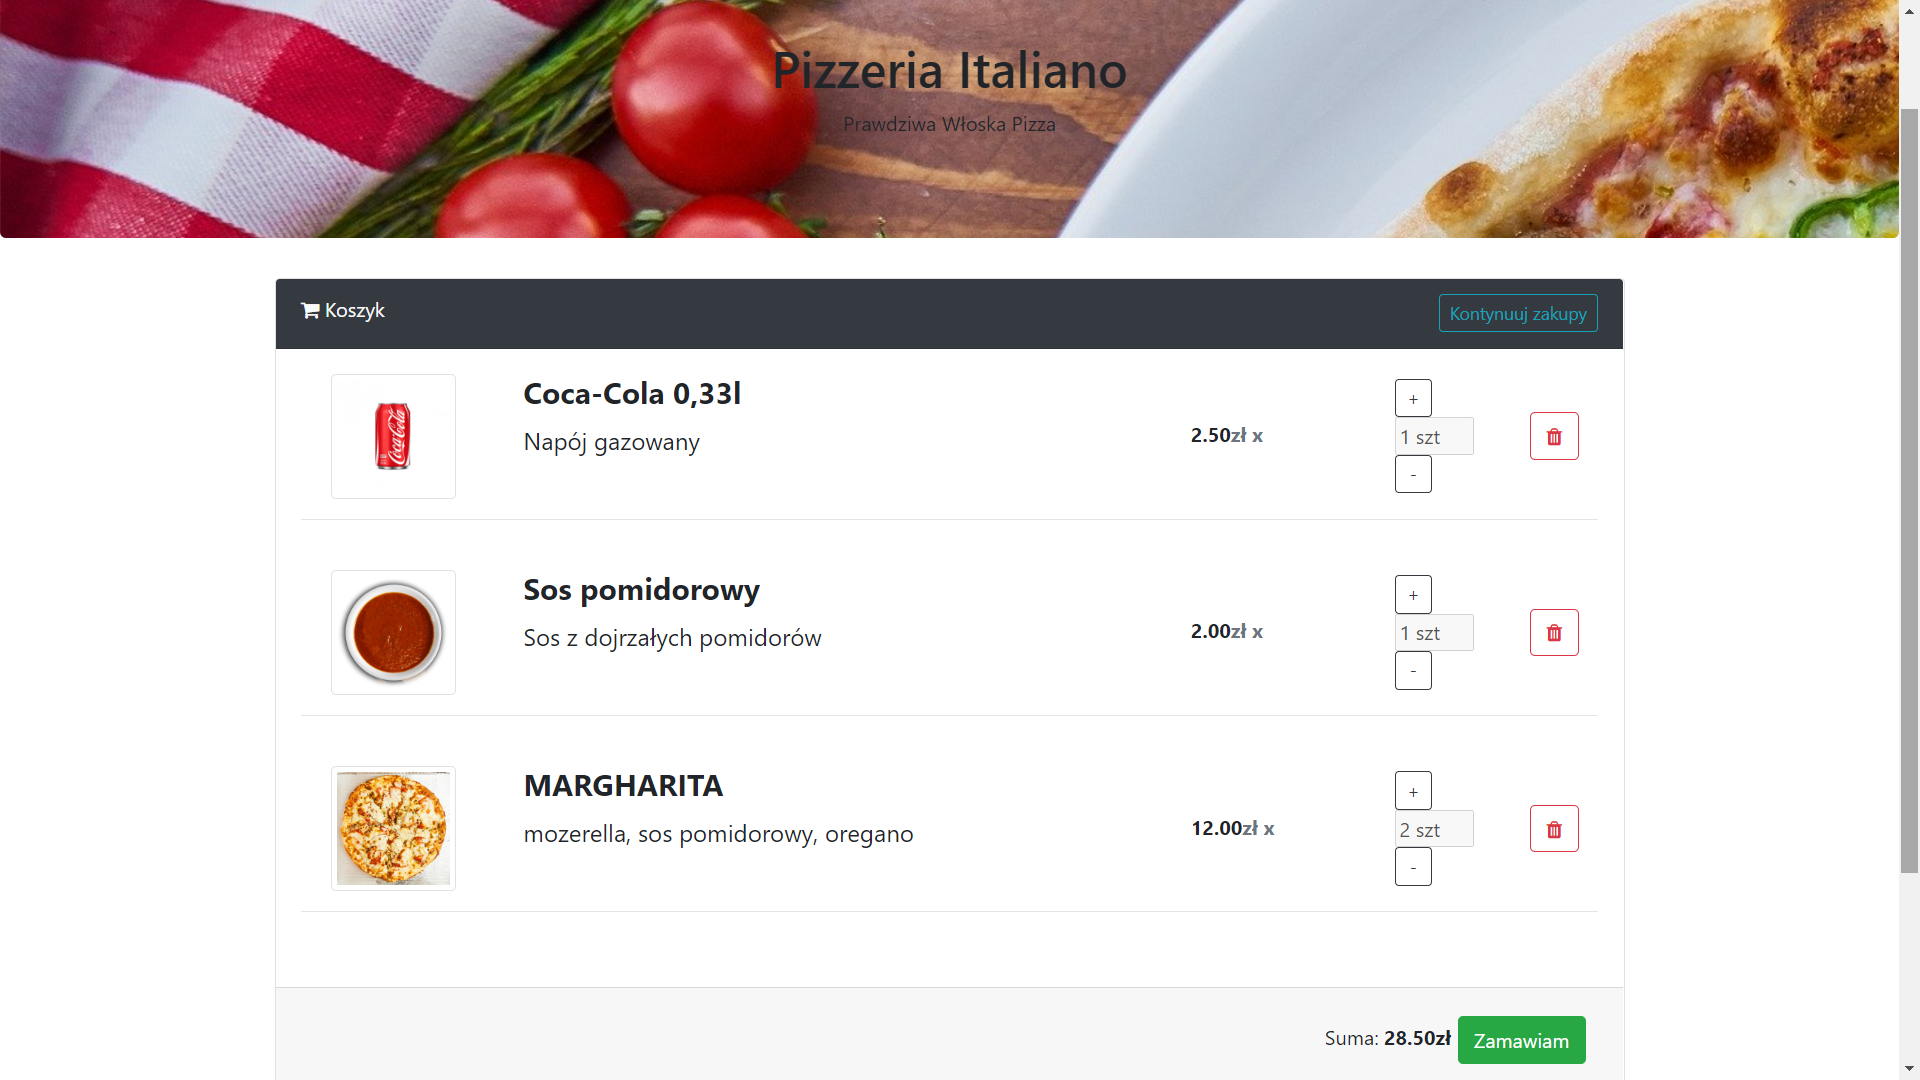 Pizzeria Italiano
Prawdziwa Włoska Pizza
Koszyk
Kontynuuj zakupy
Coca-Cola 0,33l
Napój gazowany
2.50zł x
+
1 szt
-
Coca-Cola
Sos pomidorowy
Sos z dojrzałych pomidorów
2.00zł x
+
1 szt
-
MARGHARITA
mozerella, sos pomidorowy, oregano
12.00zł x
+
2 szt
-
Suma: 28.50zł
Zamawiam